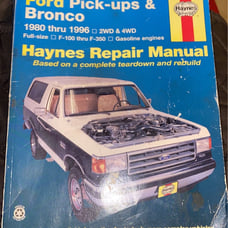 Ford Pick-ups &
Bronco
Haynes
1980 thru 1996 □ 2WD & 4WD
Full-size □ F-100 thru F-350 □ Gasoline engines
Haynes Repair Manual
Based on a complete teardown and rebuild